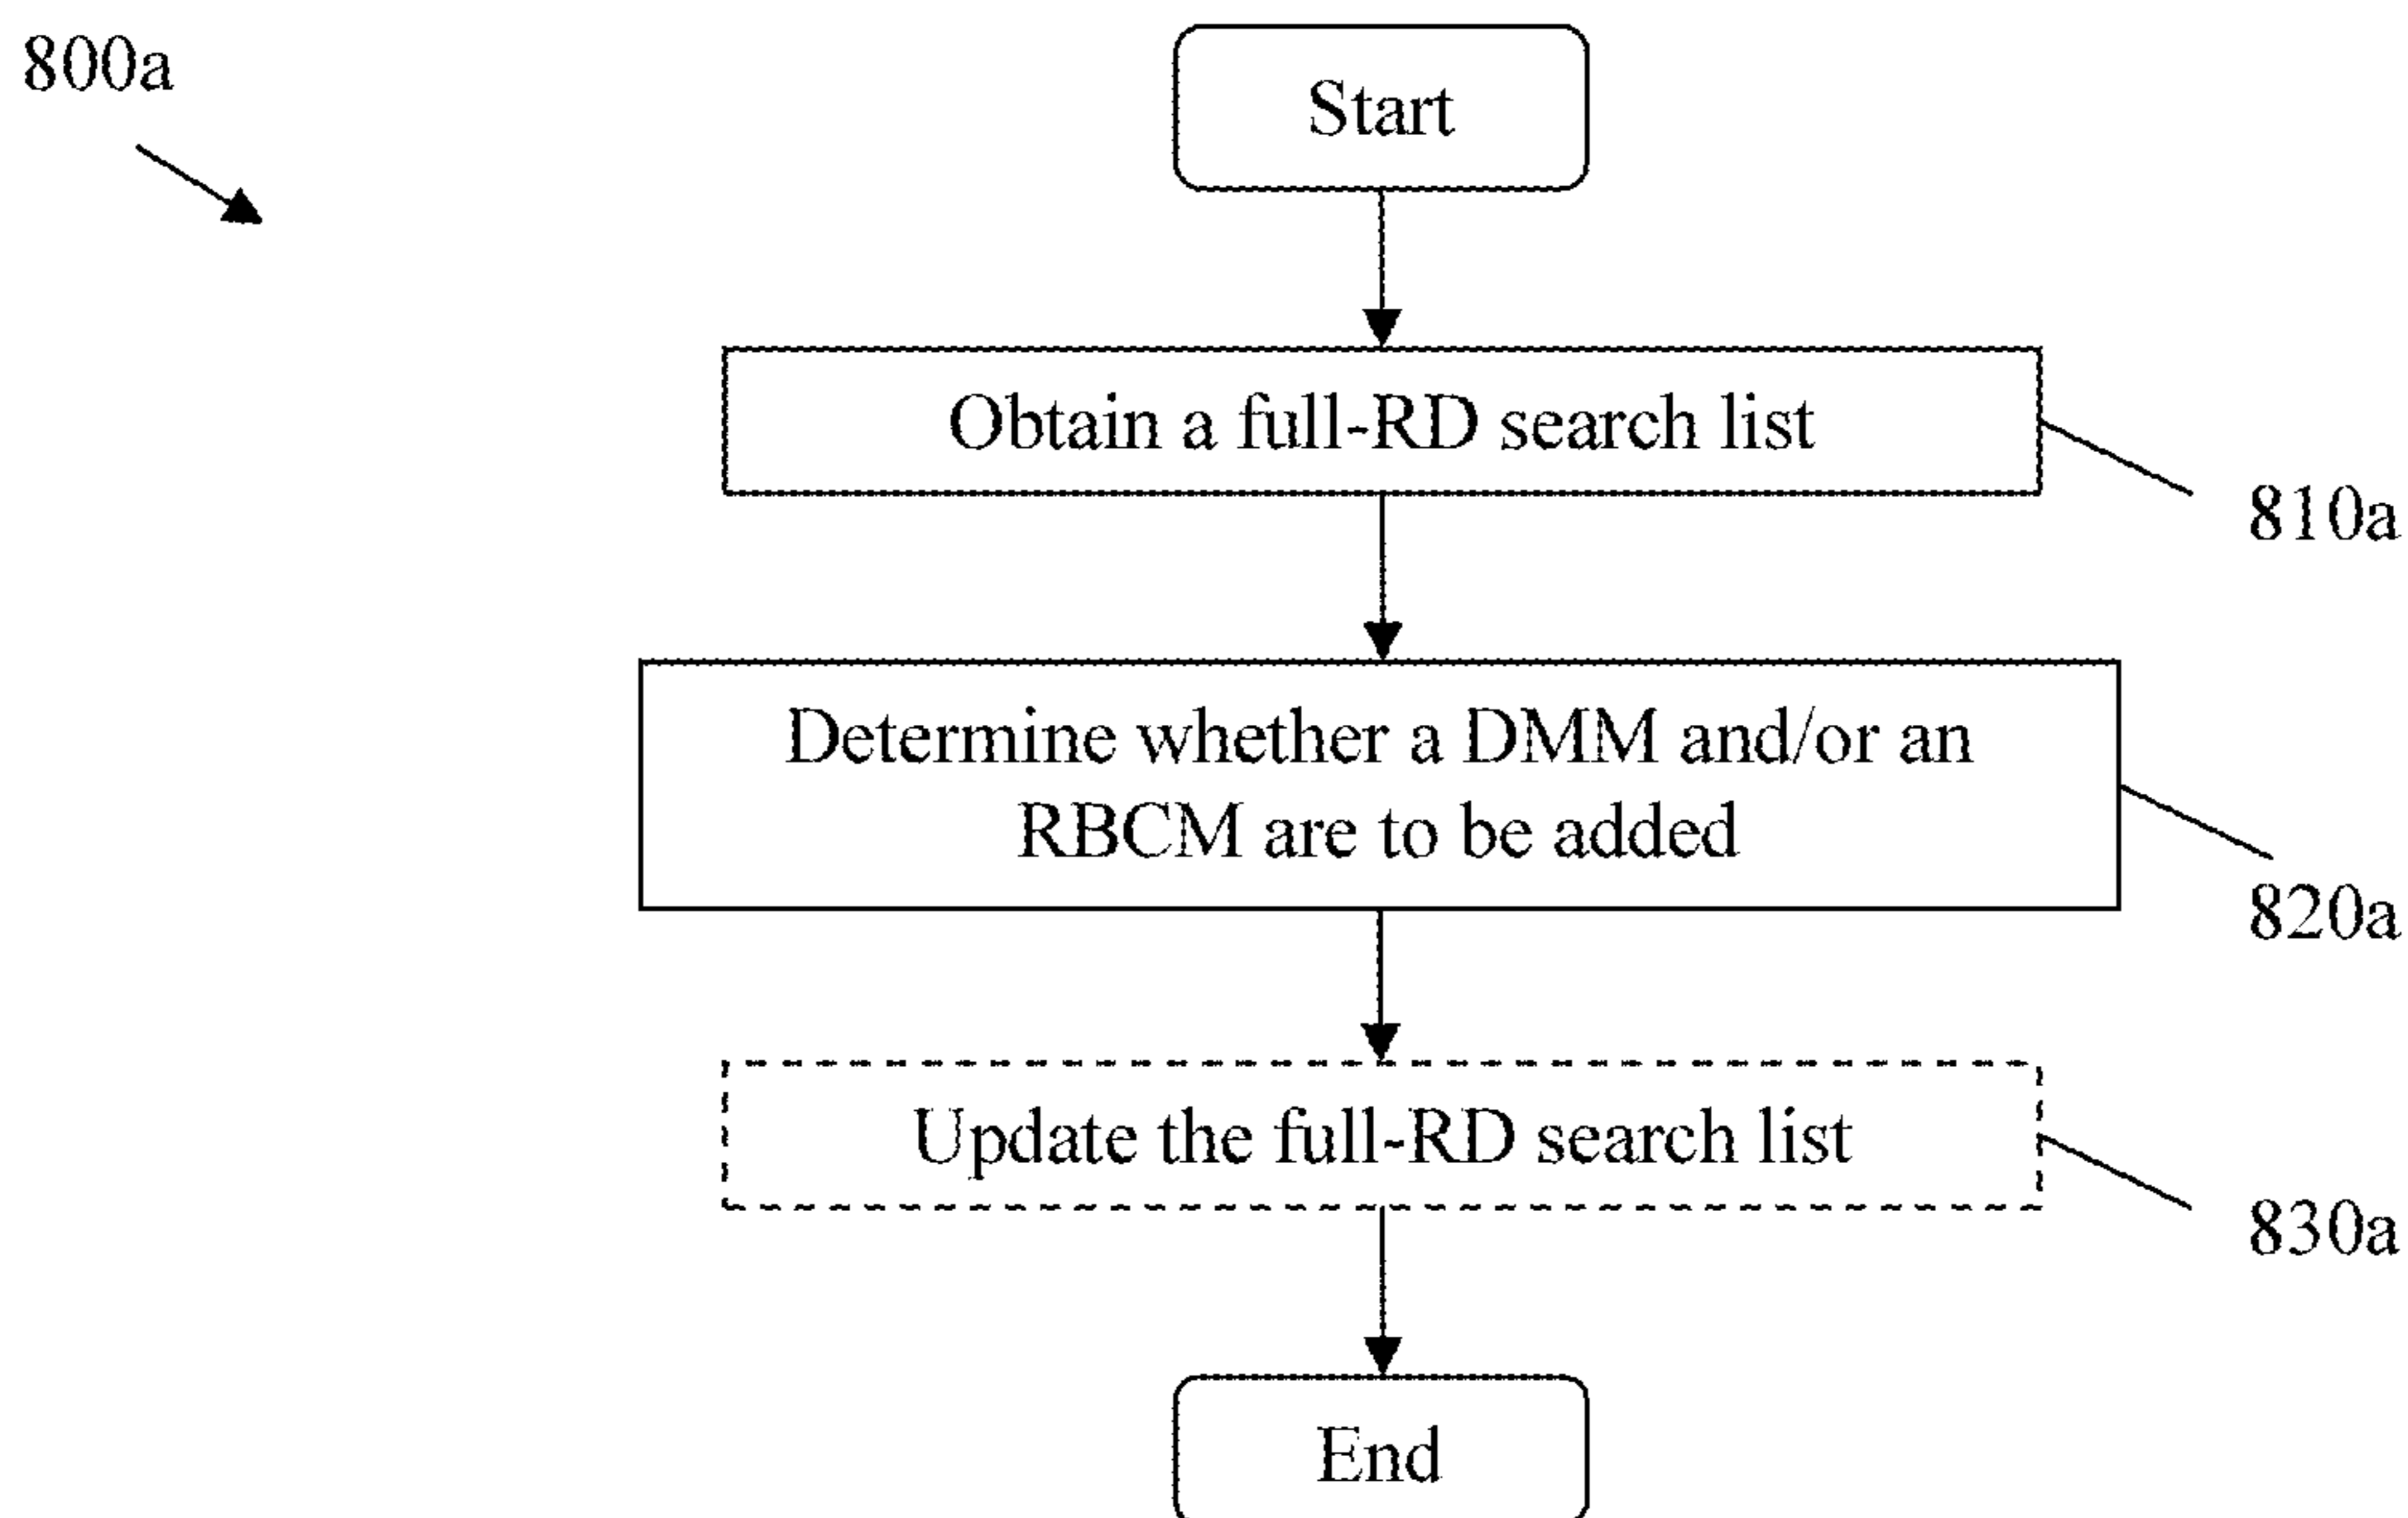 800a
Start
Obtain a full-RD search list
810a
Determine whether a DMM and/or an
RBCM are to be added
820a
Update the full-RD search list
830a
End